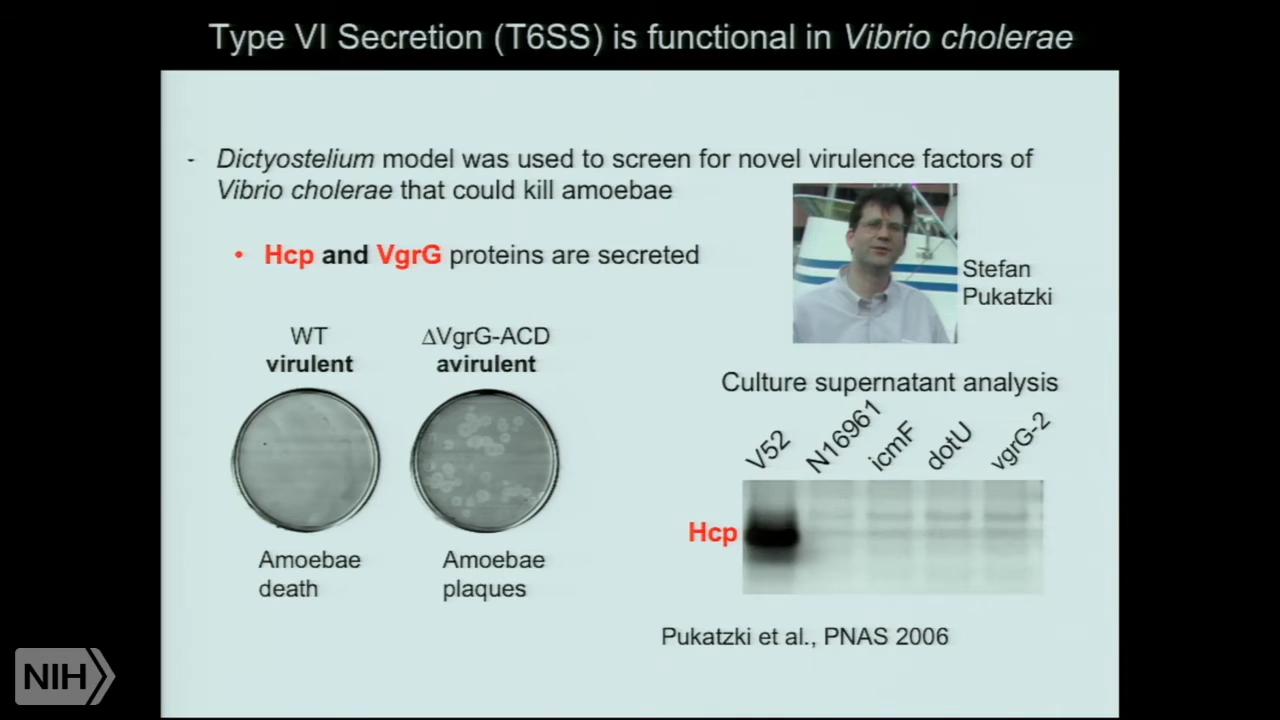 Type VI Secretion (T6SS) is functional in Vibrio cholerae
- Dictyostelium model was used to screen for novel virulence factors of
Vibrio cholerae that could kill amoebae
• Hcp and VgrG proteins are secreted
Stefan
Pukatzki
WT
virulent
ΔVgrG-ACD
avirulent
Amoebae
death
Amoebae
plaques
Culture supernatant analysis
V52
N16961
icmF
dotU
vgrG-2
Hcp
Pukatzki et al., PNAS 2006
NIH